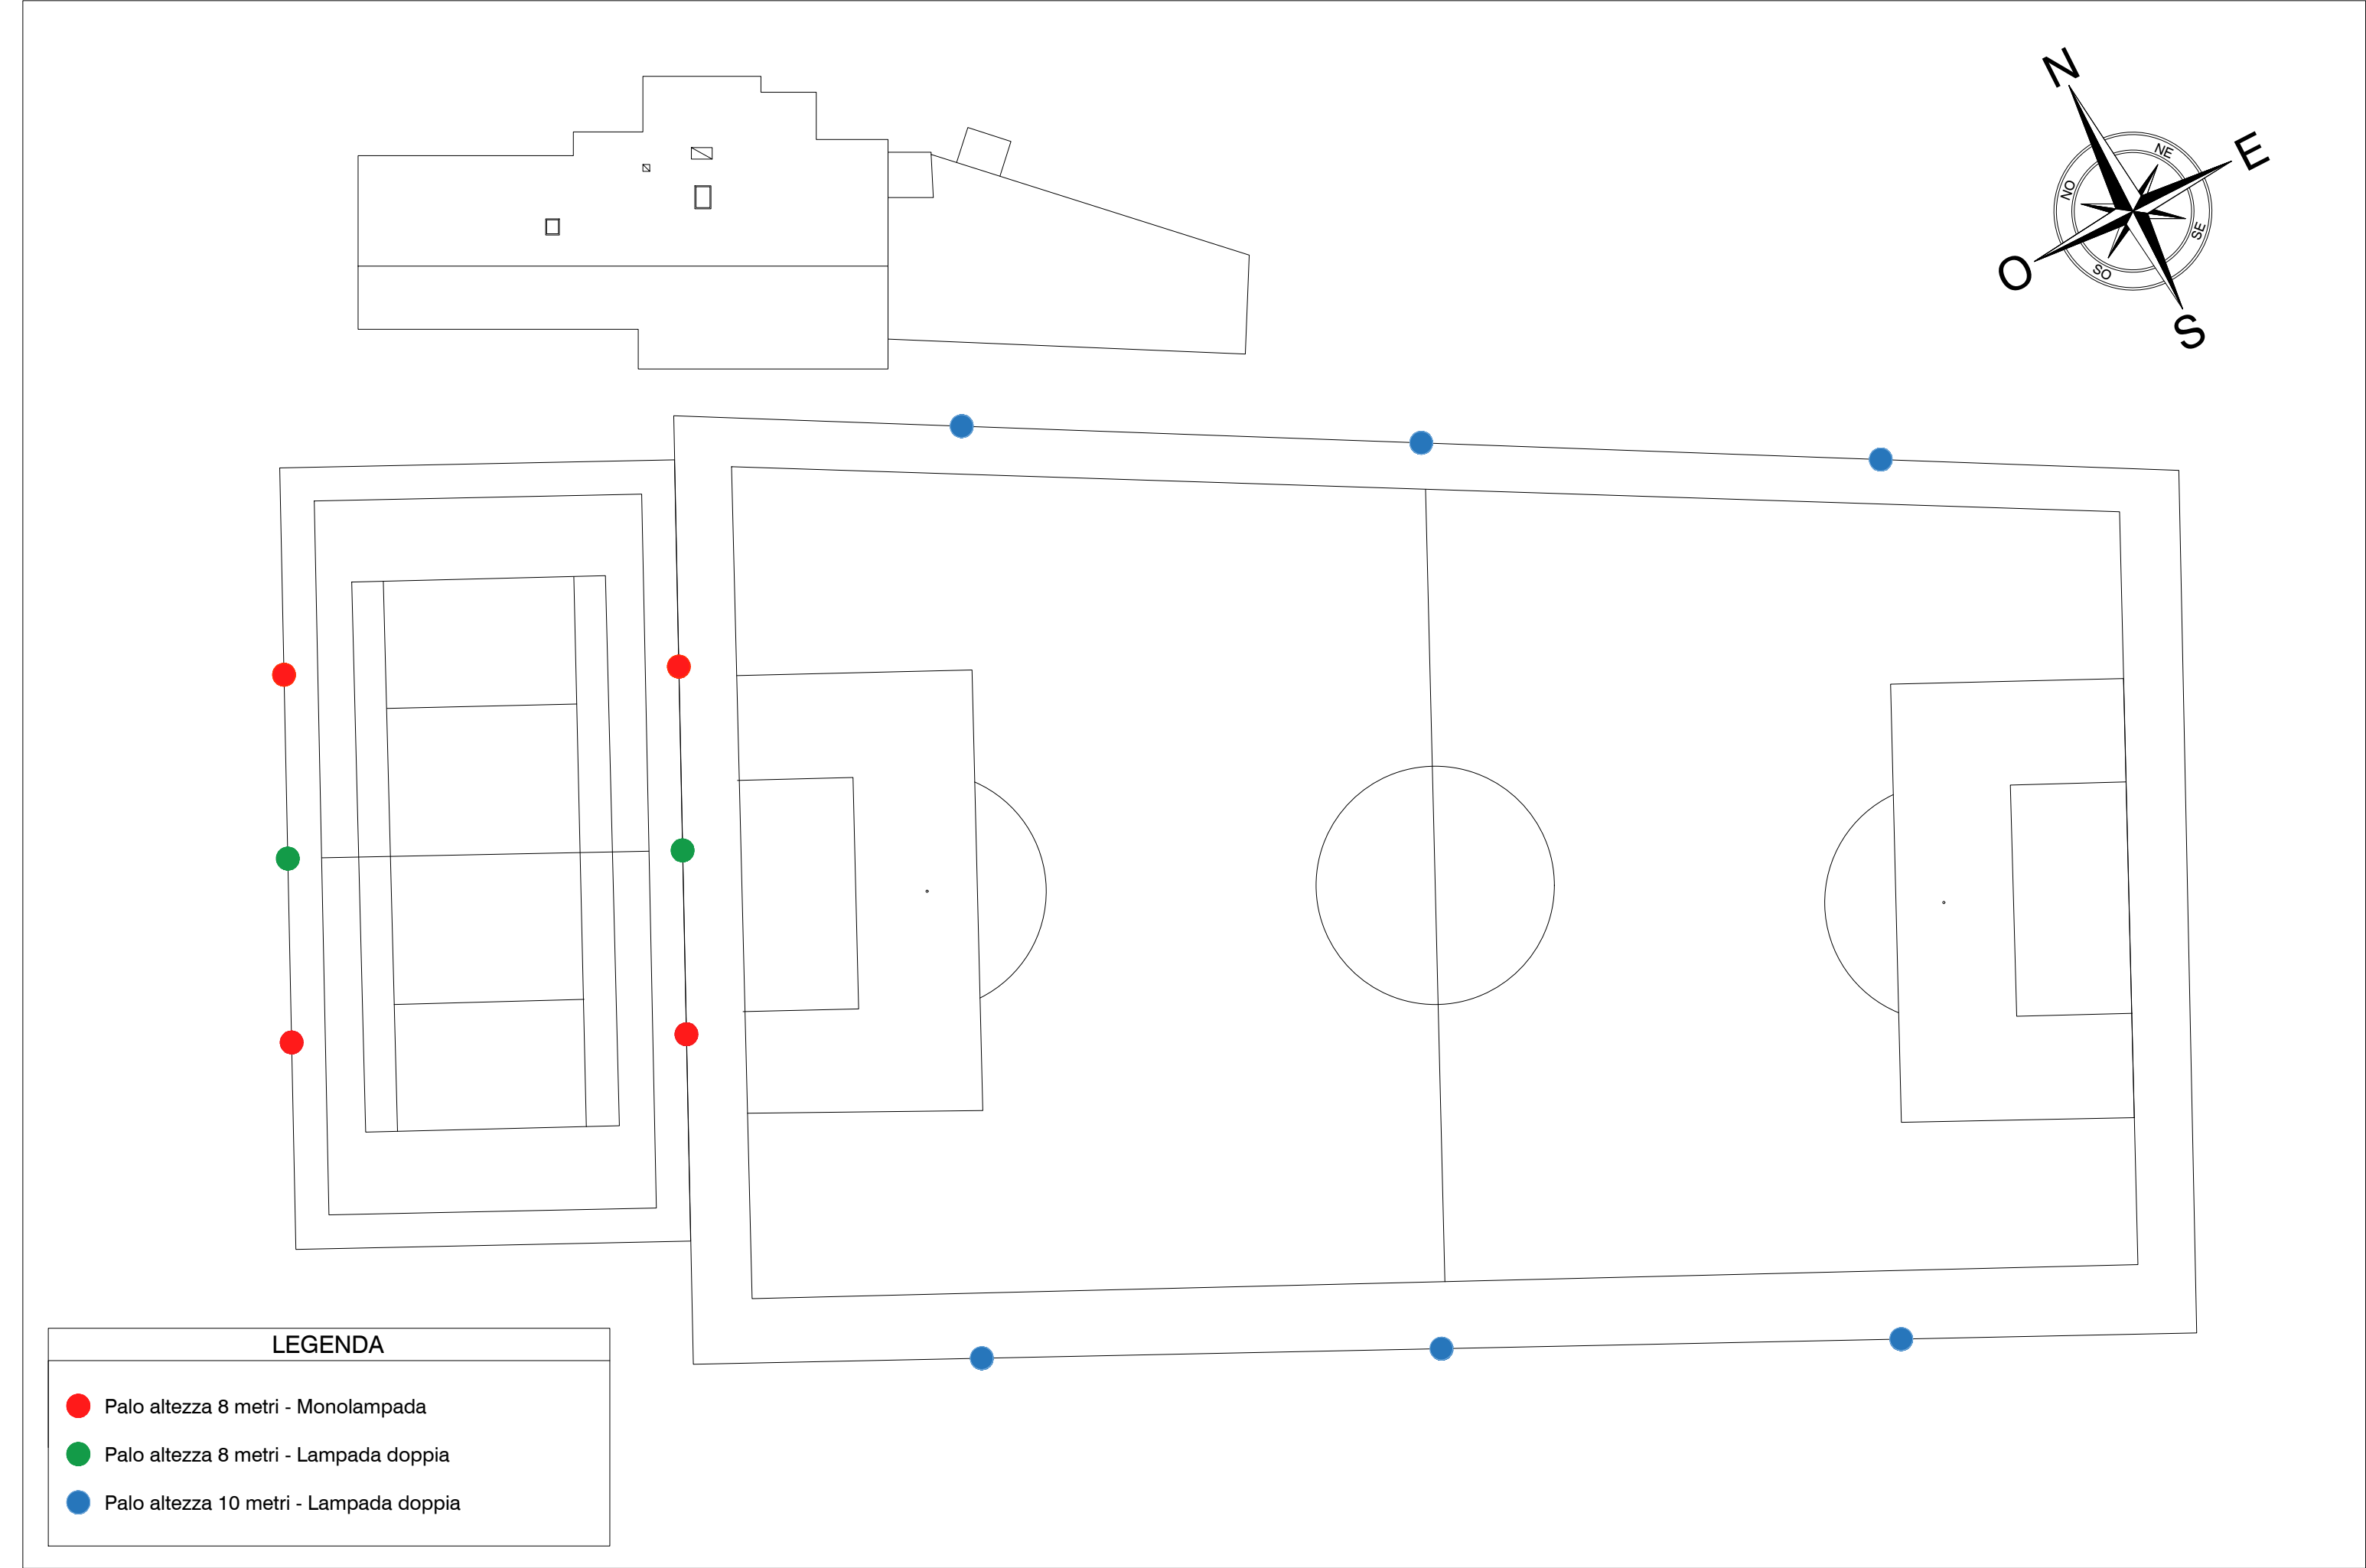 N
NE
E
NO
SE
O
SO
S
LEGENDA
Palo altezza 8 metri - Monolampada
Palo altezza 8 metri - Lampada doppia
Palo altezza 10 metri - Lampada doppia